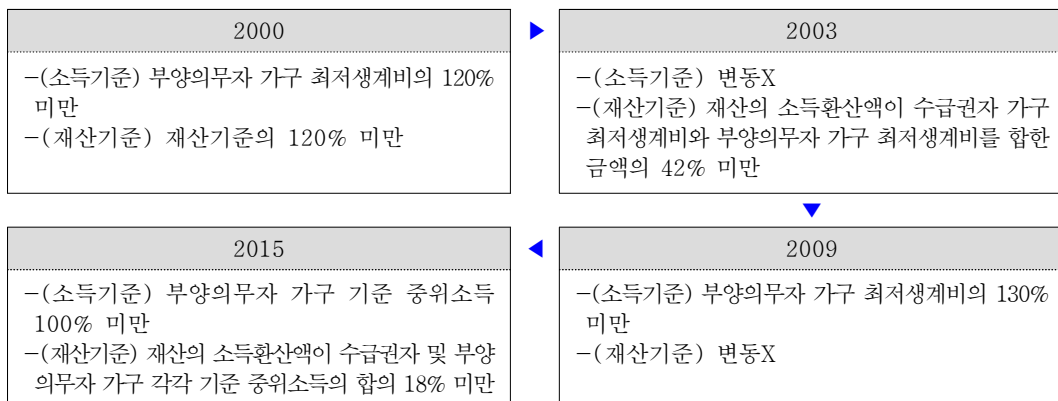 2000
-(소득기준) 부양의무자 가구 최저생계비의 120%
미만
-(재산기준) 재산기준의 120% 미만
2003
-(소득기준) 변동X
-(재산기준) 재산의 소득환산액이 수급권자 가구
최저생계비와 부양의무자 가구 최저생계비를 합한
금액의 42% 미만
2009
-(소득기준) 부양의무자 가구 최저생계비의 130%
미만
-(재산기준) 변동X
2015
-(소득기준) 부양의무자 가구 기준 중위소득
100% 미만
-(재산기준) 재산의 소득환산액이 수급권자 및 부양
의무자 가구 각각 기준 중위소득의 합의 18% 미만